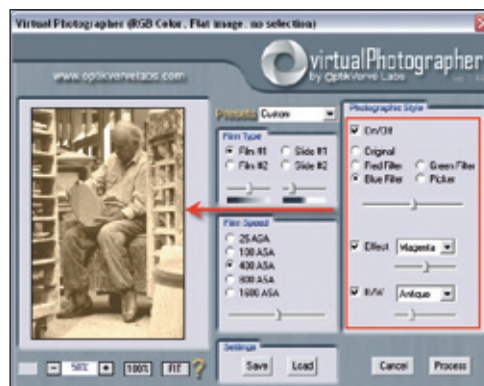 Virtual Photographer (RGB Color, Flat image, no selection)
www.optikvervelabs.com
virtualPhotographer
by OptikVerve Labs
Presets Custom
Film Type
Film #1 Slide #1
Film #2 Slide #2
Film Speed
25 ASA
100 ASA
400 ASA
800 ASA
1600 ASA
Settings
Save Load
Photographic Style
On/Off
Original
Red Filter Green Filter
Blue Filter Picker
Effect Magenta
B/W Antique
- 50% + 100% FIT ?
Cancel Process